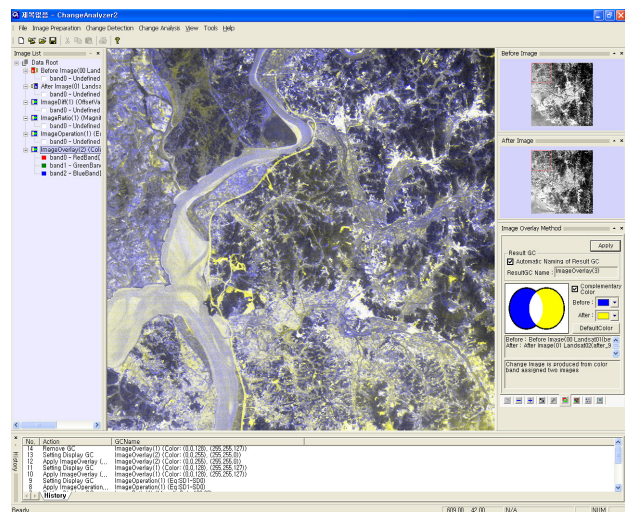 제목없음 - ChangeAnalyzer2
File Image Preparation Change Detection Change Analysis View Tools Help
Image List
Data Root
Before Image(00 Land
band0 - Undefined
After Image(01 Landsa
band0 - Undefined
ImageDiff(1) (OffsetVa
band0 - Undefined
ImageRatio(1) (Magnit
band0 - Undefined
ImageOperation(1) (E
band0 - Undefined
ImageOverlay(2) (Colo
band0 - RedBand(
band1 - GreenBan
band2 - BlueBand(
Before Image
After Image
Image Overlay Method
Apply
Result GC
Automatic Naming of Result GC
ResultGC Name : ImageOverlay(3)
Complementary
Color
Before :
After :
DefaultColor
Before : Before Image(00 Landsat01(be
After : After Image(01 Landsat02(after_9
Change image is produced from color
band assigned two images
History
No. Action GCName
14 Remove GC ImageOverlay(1) (Color: (0,0,128), (255,255,127))
13 Setting Display GC ImageOverlay(2) (Color: (0,0,255), (255,255,0))
12 Apply ImageOverlay (... ImageOverlay(2) (Color: (0,0,255), (255,255,0))
11 Setting Display GC ImageOverlay(1) (Color: (0,0,128), (255,255,127))
10 Apply ImageOverlay (... ImageOverlay(1) (Color: (0,0,128), (255,255,127))
9 Setting Display GC ImageOperation(1) (Eq:SD1-SD0)
8 Apply ImageOperation... ImageOperation(1) (Eq:SD1-SD0)
History
Ready 609.00 42.00 N/A NUM